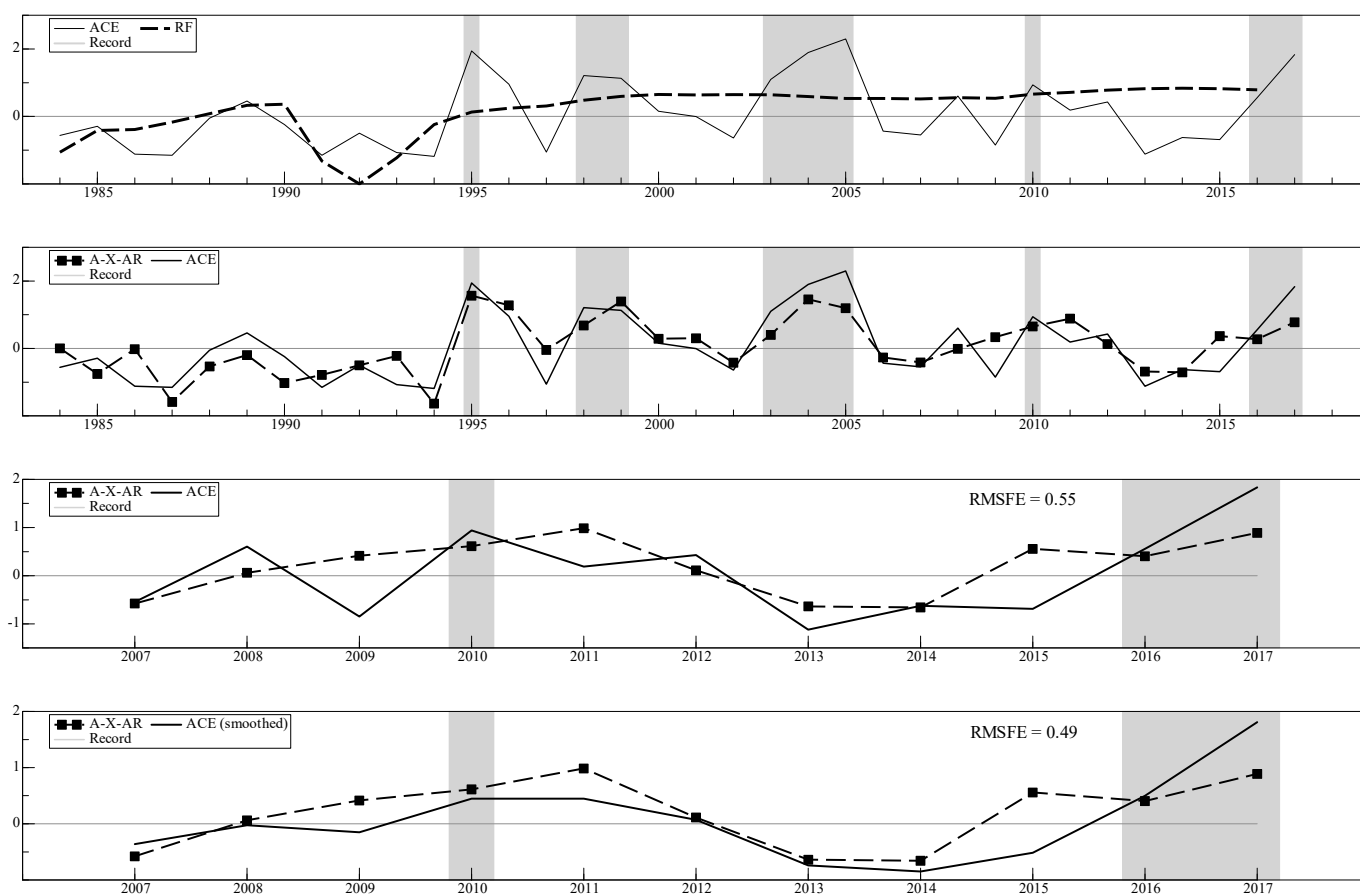 ACE RF
Record
2
0
1985 1990 1995 2000 2005 2010 2015
A-X-AR ACE
Record
2
0
1985 1990 1995 2000 2005 2010 2015
2
A-X-AR ACE
Record
RMSFE = 0.55
1
0
-1
2007 2008 2009 2010 2011 2012 2013 2014 2015 2016 2017
2
A-X-AR ACE (smoothed)
Record
RMSFE = 0.49
1
0
2007 2008 2009 2010 2011 2012 2013 2014 2015 2016 2017